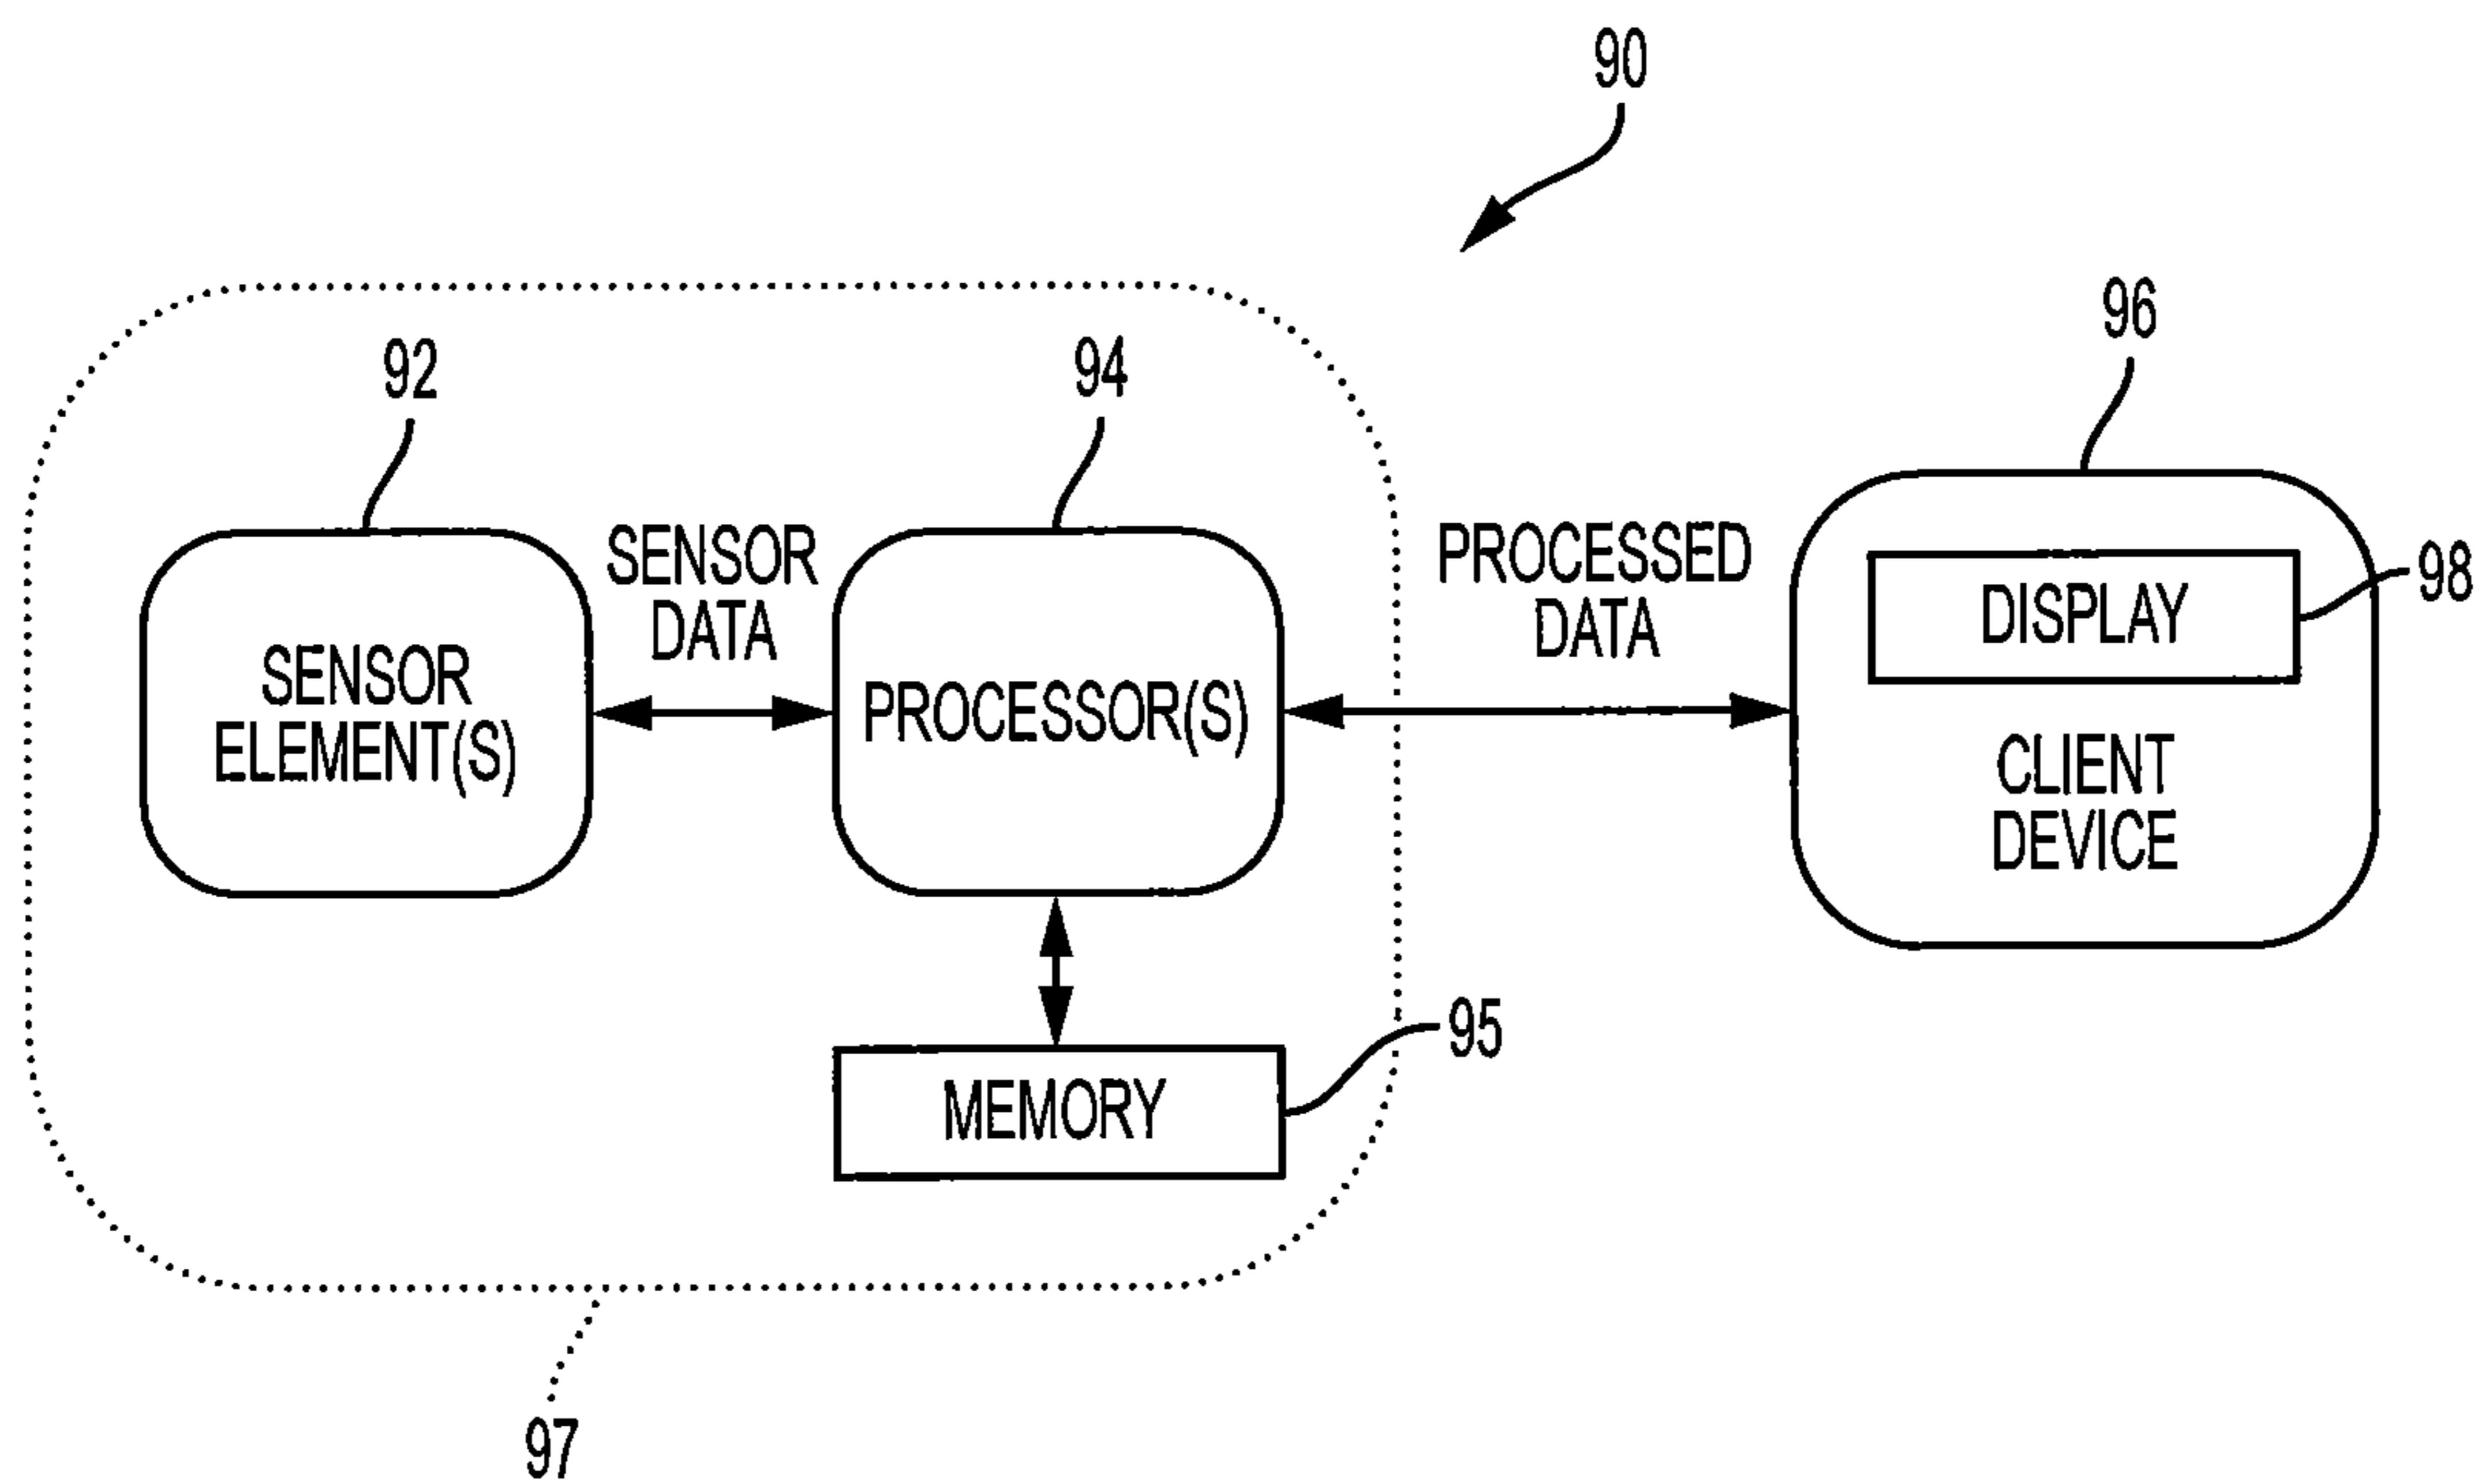 90
96
92
94
SENSOR
DATA
PROCESSED
DATA
DISPLAY
98
SENSOR
ELEMENT(S)
PROCESSOR(S)
CLIENT
DEVICE
95
MEMORY
97